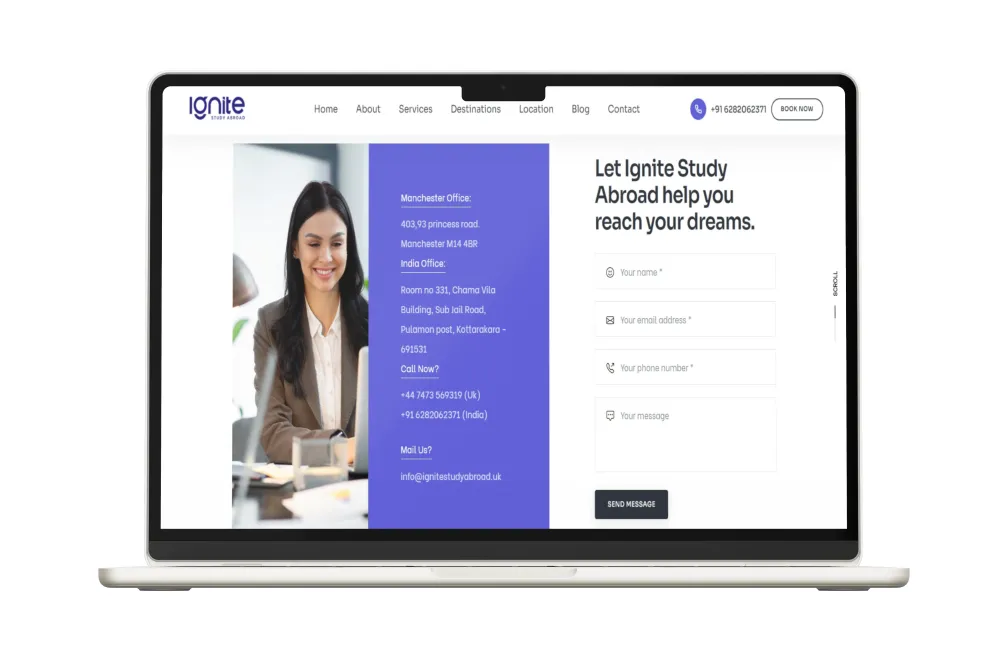 Ignite
STUDY ABROAD
Home
About
Services
Destinations
Location
Blog
Contact
+91 6282062371
BOOK NOW
Manchester Office:
403,93 princess road.
Manchester M14 4BR
India Office:
Room no 331, Chama Vila
Building, Sub Jail Road,
Pulamon post, Kottarakara –
691531
Call Now?
+44 7473 569319 (Uk)
+91 6282062371 (India)
Mail Us?
info@ignitestudyabroad.uk
Let Ignite Study
Abroad help you
reach your dreams.
Your name *
Your email address *
Your phone number *
Your message
SEND MESSAGE
SCROLL